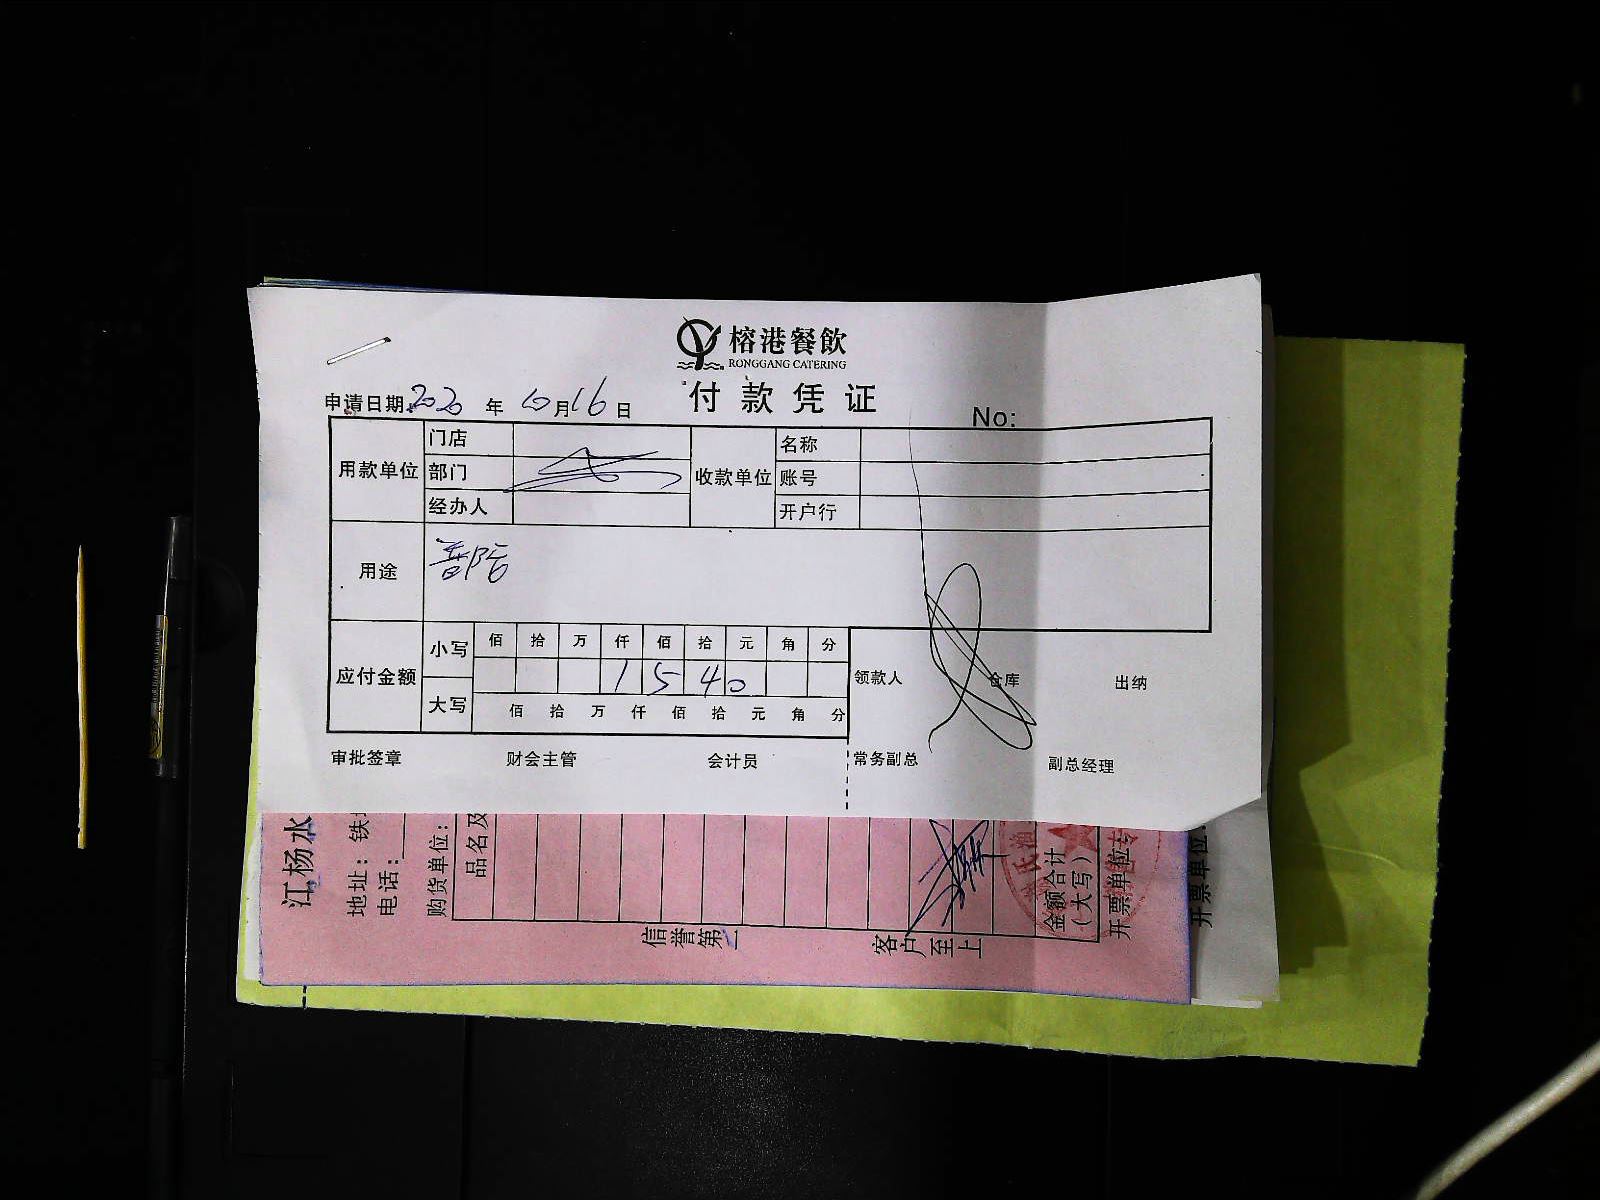 榕港餐飲
RONGGANG CATERING
付款凭证
申请日期 2020 年 10 月 16 日
No:
用款单位 门店 收款单位 名称
部门 账号
经办人 开户行
用途
应付金额 小写 佰 拾 万 仟 佰 拾 元 角 分
1 5 4 0
大写 佰 拾 万 仟 佰 拾 元 角 分
领款人 仓库 出纳
审批签章 财会主管 会计员 常务副总 副总经理
江杨水
地址：铁
电话：
购货单位：
品名及
信誉第一
客户至上
金额合计
（大写）
开票单位
开票单位